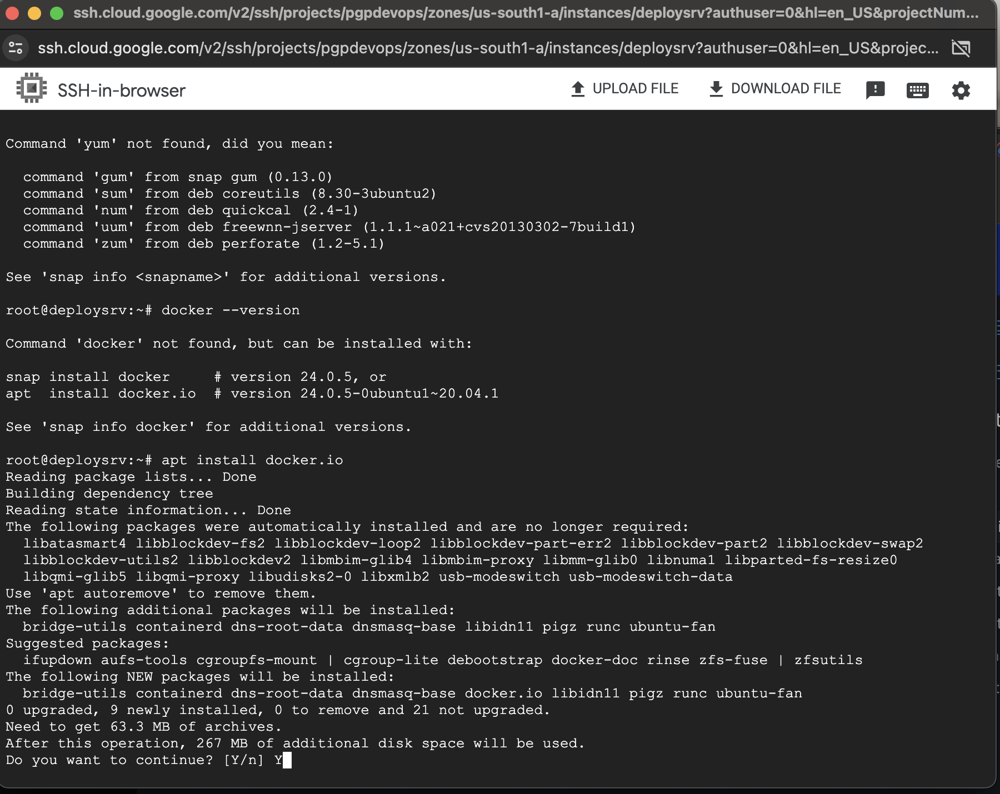 ssh.cloud.google.com/v2/ssh/projects/pgpdevops/zones/us-south1-a/instances/deploysrv?authuser=0&hl=en_US&projectNum...
ssh.cloud.google.com/v2/ssh/projects/pgpdevops/zones/us-south1-a/instances/deploysrv?authuser=0&hl=en_US&projec...
SSH-in-browser
UPLOAD FILE
DOWNLOAD FILE
Command 'yum' not found, did you mean:
  command 'gum' from snap gum (0.13.0)
  command 'sum' from deb coreutils (8.30-3ubuntu2)
  command 'num' from deb quickcal (2.4-1)
  command 'uum' from deb freewnn-jserver (1.1.1~a021+cvs20130302-7build1)
  command 'zum' from deb perforate (1.2-5.1)
See 'snap info <snapname>' for additional versions.
root@deploysrv:~# docker --version
Command 'docker' not found, but can be installed with:
snap install docker     # version 24.0.5, or
apt  install docker.io  # version 24.0.5-0ubuntu1~20.04.1
See 'snap info docker' for additional versions.
root@deploysrv:~# apt install docker.io
Reading package lists... Done
Building dependency tree
Reading state information... Done
The following packages were automatically installed and are no longer required:
  libatasmart4 libblockdev-fs2 libblockdev-loop2 libblockdev-part-err2 libblockdev-part2 libblockdev-swap2
  libblockdev-utils2 libblockdev2 libmbim-glib4 libmbim-proxy libmm-glib0 libnuma1 libparted-fs-resize0
  libqmi-glib5 libqmi-proxy libudisks2-0 libxmlb2 usb-modeswitch usb-modeswitch-data
Use 'apt autoremove' to remove them.
The following additional packages will be installed:
  bridge-utils containerd dns-root-data dnsmasq-base libidn11 pigz runc ubuntu-fan
Suggested packages:
  ifupdown aufs-tools cgroupfs-mount | cgroup-lite debootstrap docker-doc rinse zfs-fuse | zfsutils
The following NEW packages will be installed:
  bridge-utils containerd dns-root-data dnsmasq-base docker.io libidn11 pigz runc ubuntu-fan
0 upgraded, 9 newly installed, 0 to remove and 21 not upgraded.
Need to get 63.3 MB of archives.
After this operation, 267 MB of additional disk space will be used.
Do you want to continue? [Y/n] Y